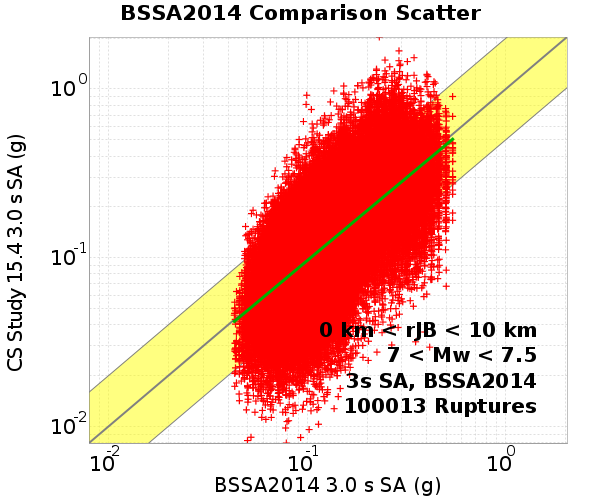 BSSA2014 Comparison Scatter
CS Study 15.4 3.0 s SA (g)
10^0
10^-1
10^-2
0 km < rJB < 10 km
7 < Mw < 7.5
3s SA, BSSA2014
100013 Ruptures
10^-2 10^-1 10^0
BSSA2014 3.0 s SA (g)